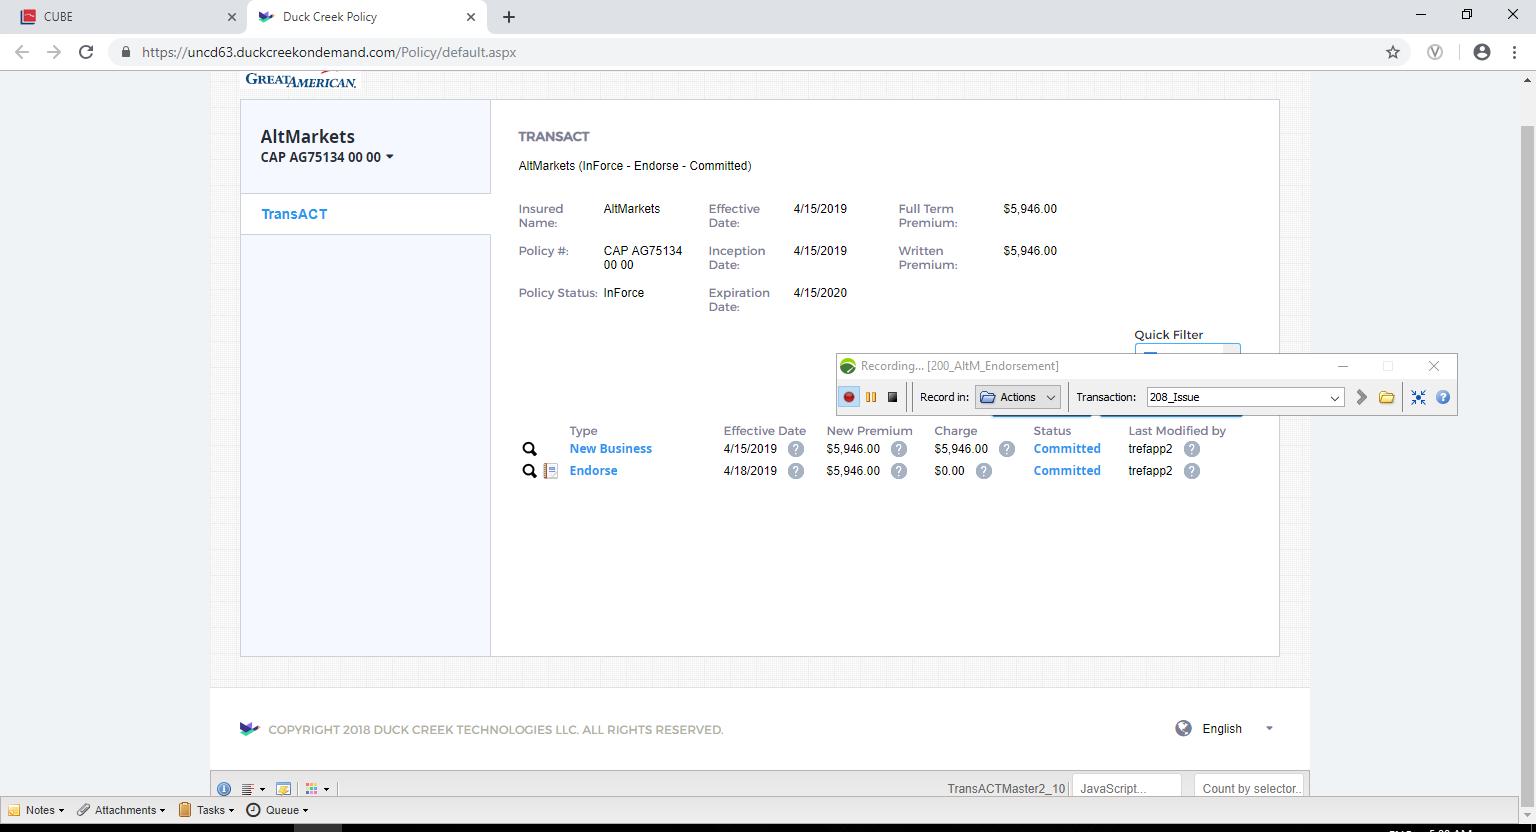 CUBE
Duck Creek Policy
https://uncd63.duckcreekondemand.com/Policy/default.aspx
GREATAMERICAN.
AltMarkets
CAP AG75134 00 00
TransACT
TRANSACT
AltMarkets (InForce - Endorse - Committed)
Insured Name: AltMarkets Effective Date: 4/15/2019 Full Term Premium: $5,946.00
Policy #: CAP AG75134 00 00 Inception Date: 4/15/2019 Written Premium: $5,946.00
Policy Status: InForce Expiration Date: 4/15/2020
Quick Filter
Recording... [200_AltM_Endorsement]
Record in: Actions Transaction: 208_Issue
Type Effective Date New Premium Charge Status Last Modified by
New Business 4/15/2019 $5,946.00 $5,946.00 Committed trefapp2
Endorse 4/18/2019 $5,946.00 $0.00 Committed trefapp2
COPYRIGHT 2018 DUCK CREEK TECHNOLOGIES LLC. ALL RIGHTS RESERVED.
English
TransACTMaster2_10 JavaScript... Count by selector..
Notes Attachments Tasks Queue